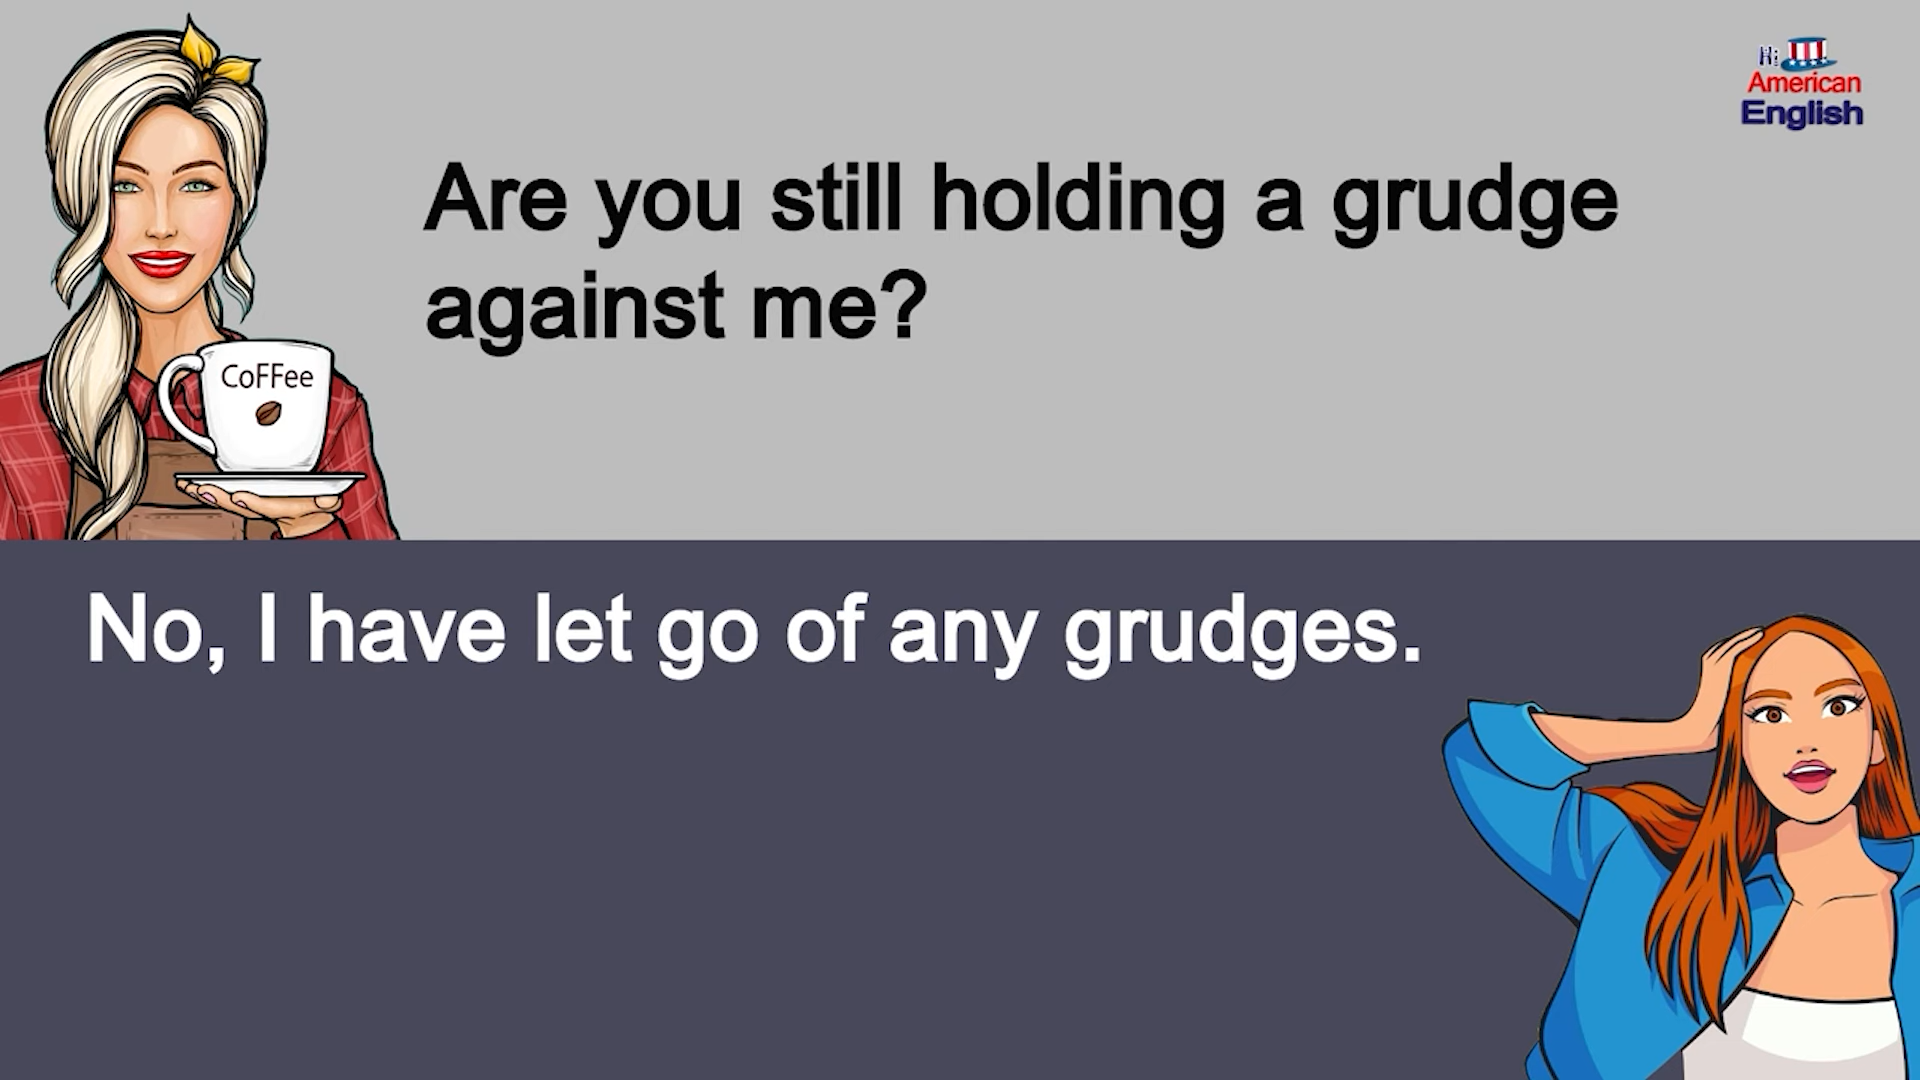 Hi
American
English
Are you still holding a grudge
against me?
CoFFee
No, I have let go of any grudges.